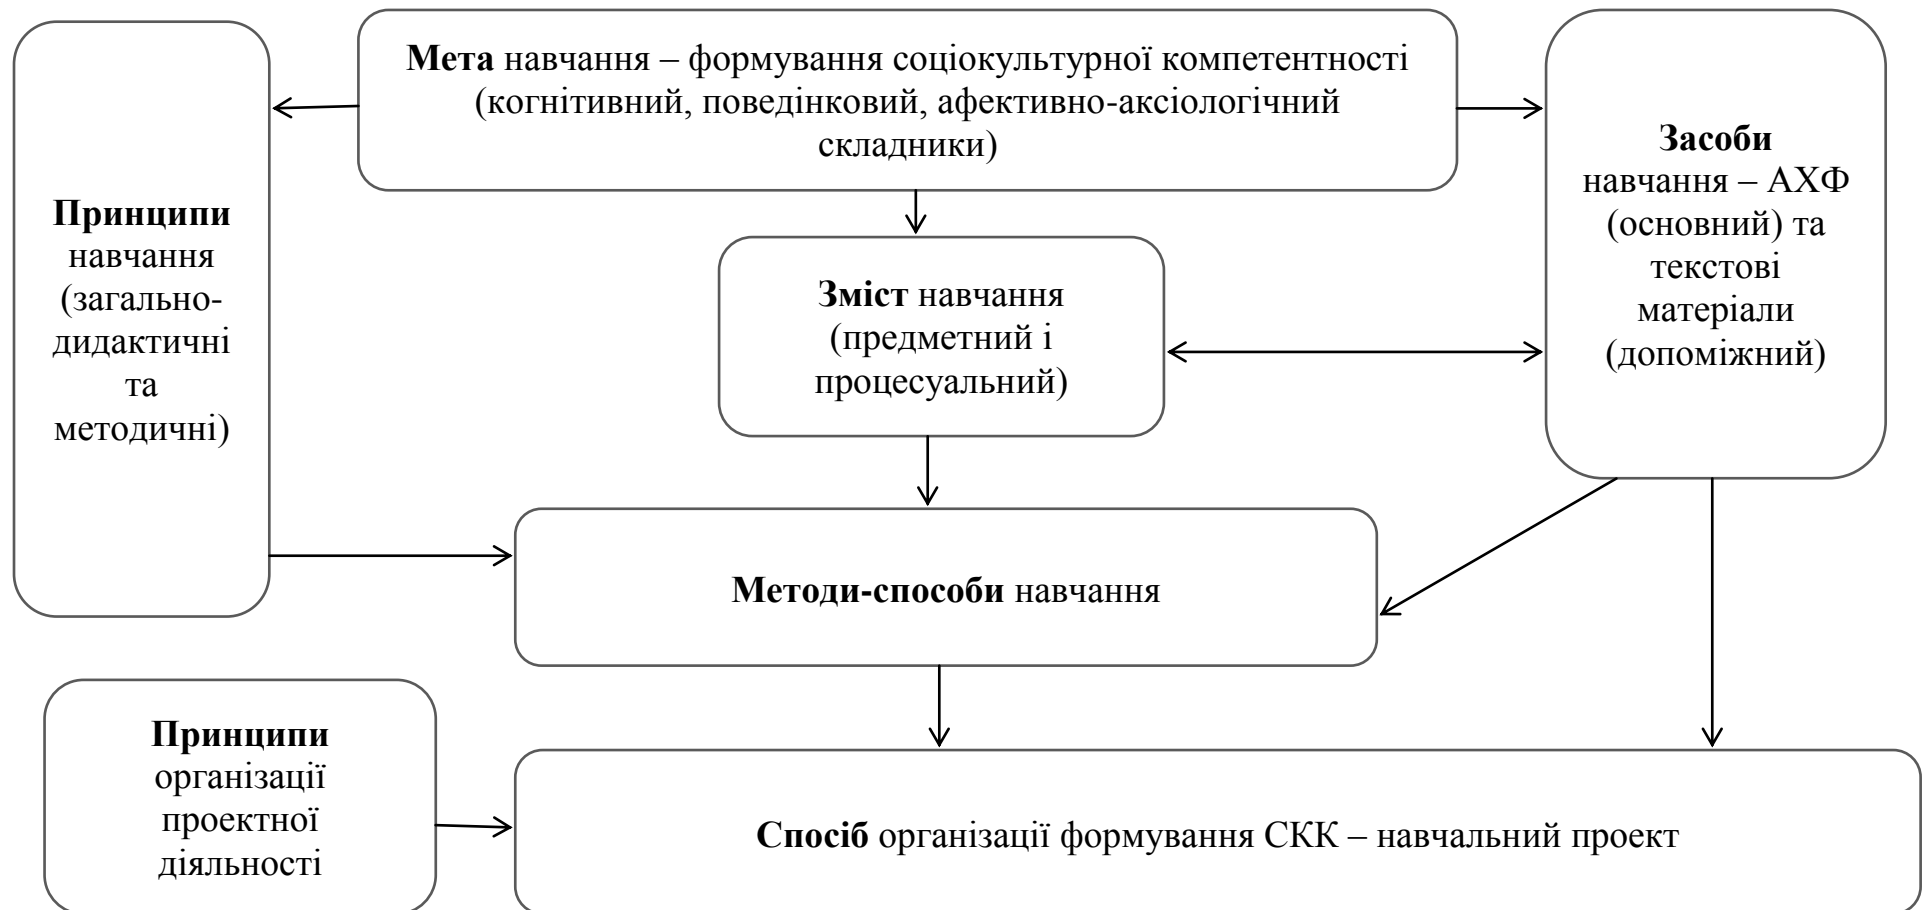 Мета навчання – формування соціокультурної компетентності
(когнітивний, поведінковий, афективно-аксіологічний
складники)
Принципи
навчання
(загально-
дидактичні
та
методичні)
Засоби
навчання – АХФ
(основний) та
текстові
матеріали
(допоміжний)
Зміст навчання
(предметний і
процесуальний)
Методи-способи навчання
Принципи
організації
проектної
діяльності
Спосіб організації формування СКК – навчальний проект